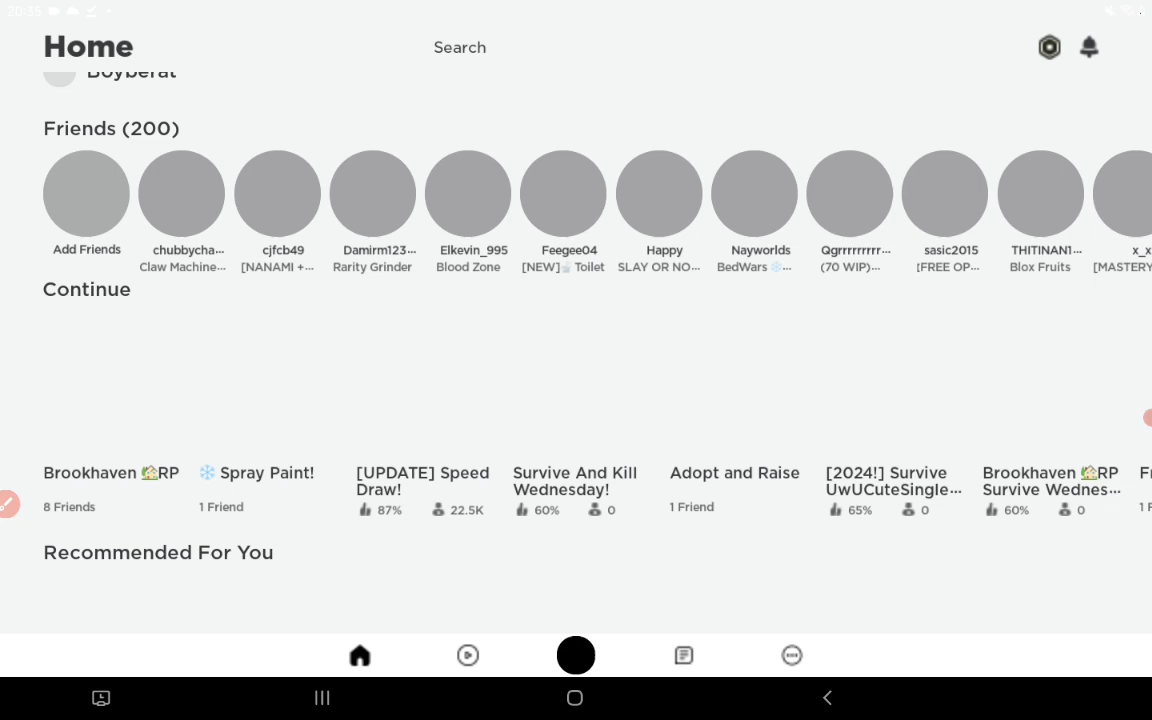 20:35
Home
Search
Boyberat
Friends (200)
Add Friends
chubbycha...
Claw Machine...
cjfcb49
[NANAMI +...
Damirm123...
Rarity Grinder
Elkevin_995
Blood Zone
Feegee04
[NEW]🚽 Toilet
Happy
SLAY OR NO...
Nayworlds
BedWars ❄️...
Qgrrrrrrrrr...
(70 WIP)...
sasic2015
[FREE OP...
THITINAN1...
Blox Fruits
x_x
[MASTERY
Continue
Brookhaven 🏡RP
8 Friends
❄️ Spray Paint!
1 Friend
[UPDATE] Speed
Draw!
87% 22.5K
Survive And Kill
Wednesday!
60% 0
Adopt and Raise
1 Friend
[2024!] Survive
UwUCuteSingle...
65% 0
Brookhaven 🏡RP
Survive Wednes...
60% 0
Recommended For You